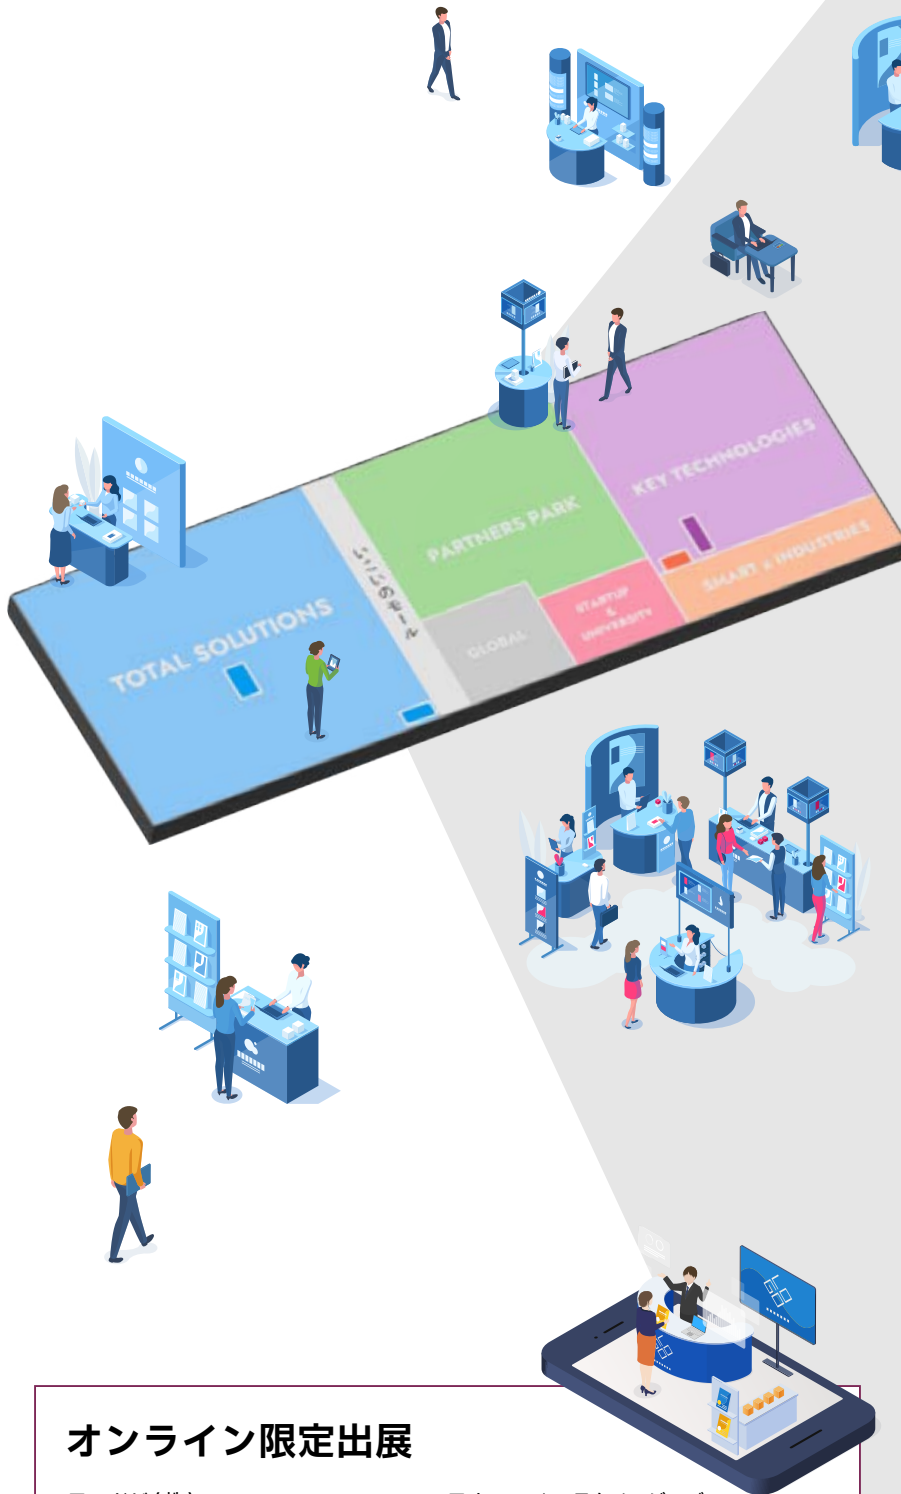 KEY TECHNOLOGIES
PARTNERS PARK
SMART & INDUSTRIES
いこいのモール
STARTUP
&
UNIVERSITY
TOTAL SOLUTIONS
GLOBAL
オンライン限定出展